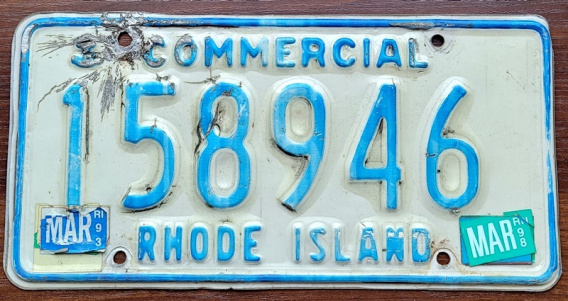 COMMERCIAL
158946
MAR RI 93
RHODE ISLAND
MAR RI 98